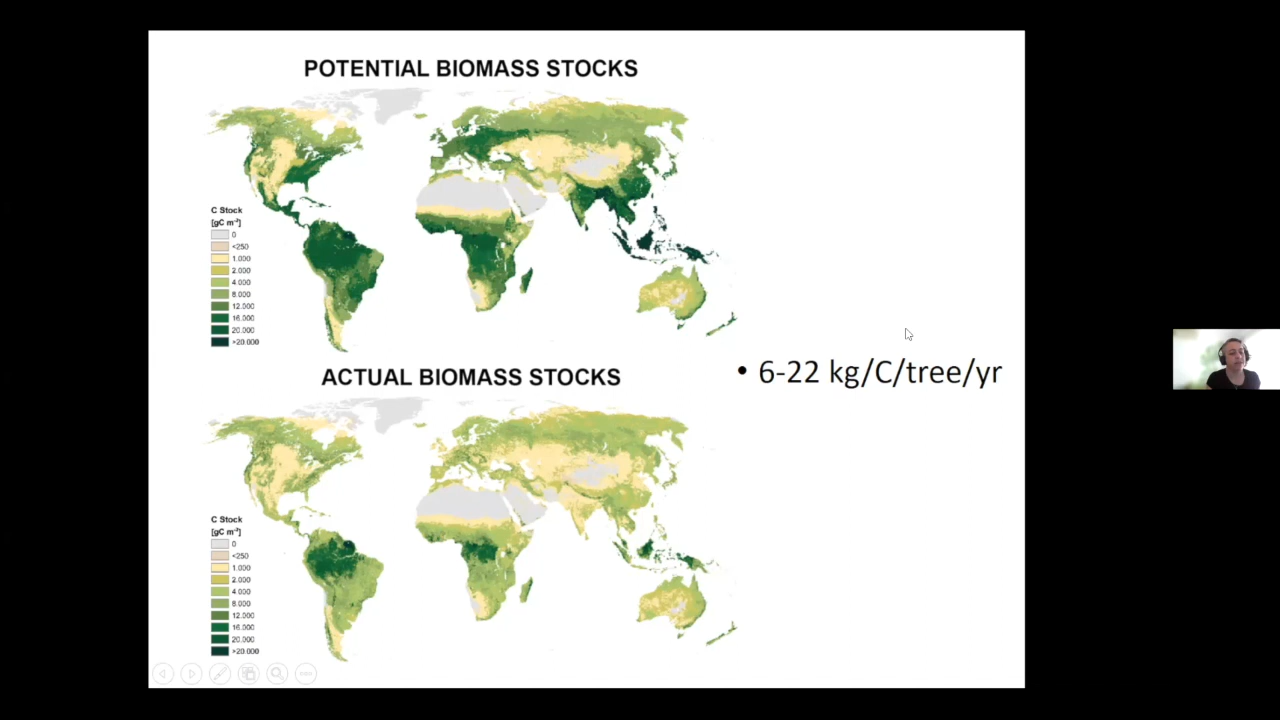 POTENTIAL BIOMASS STOCKS
C Stock
[gC m⁻²]
0
<250
1.000
2.000
4.000
8.000
12.000
16.000
20.000
>20.000
ACTUAL BIOMASS STOCKS
• 6-22 kg/C/tree/yr
C Stock
[gC m⁻²]
0
<250
1.000
2.000
4.000
8.000
12.000
16.000
20.000
>20.000